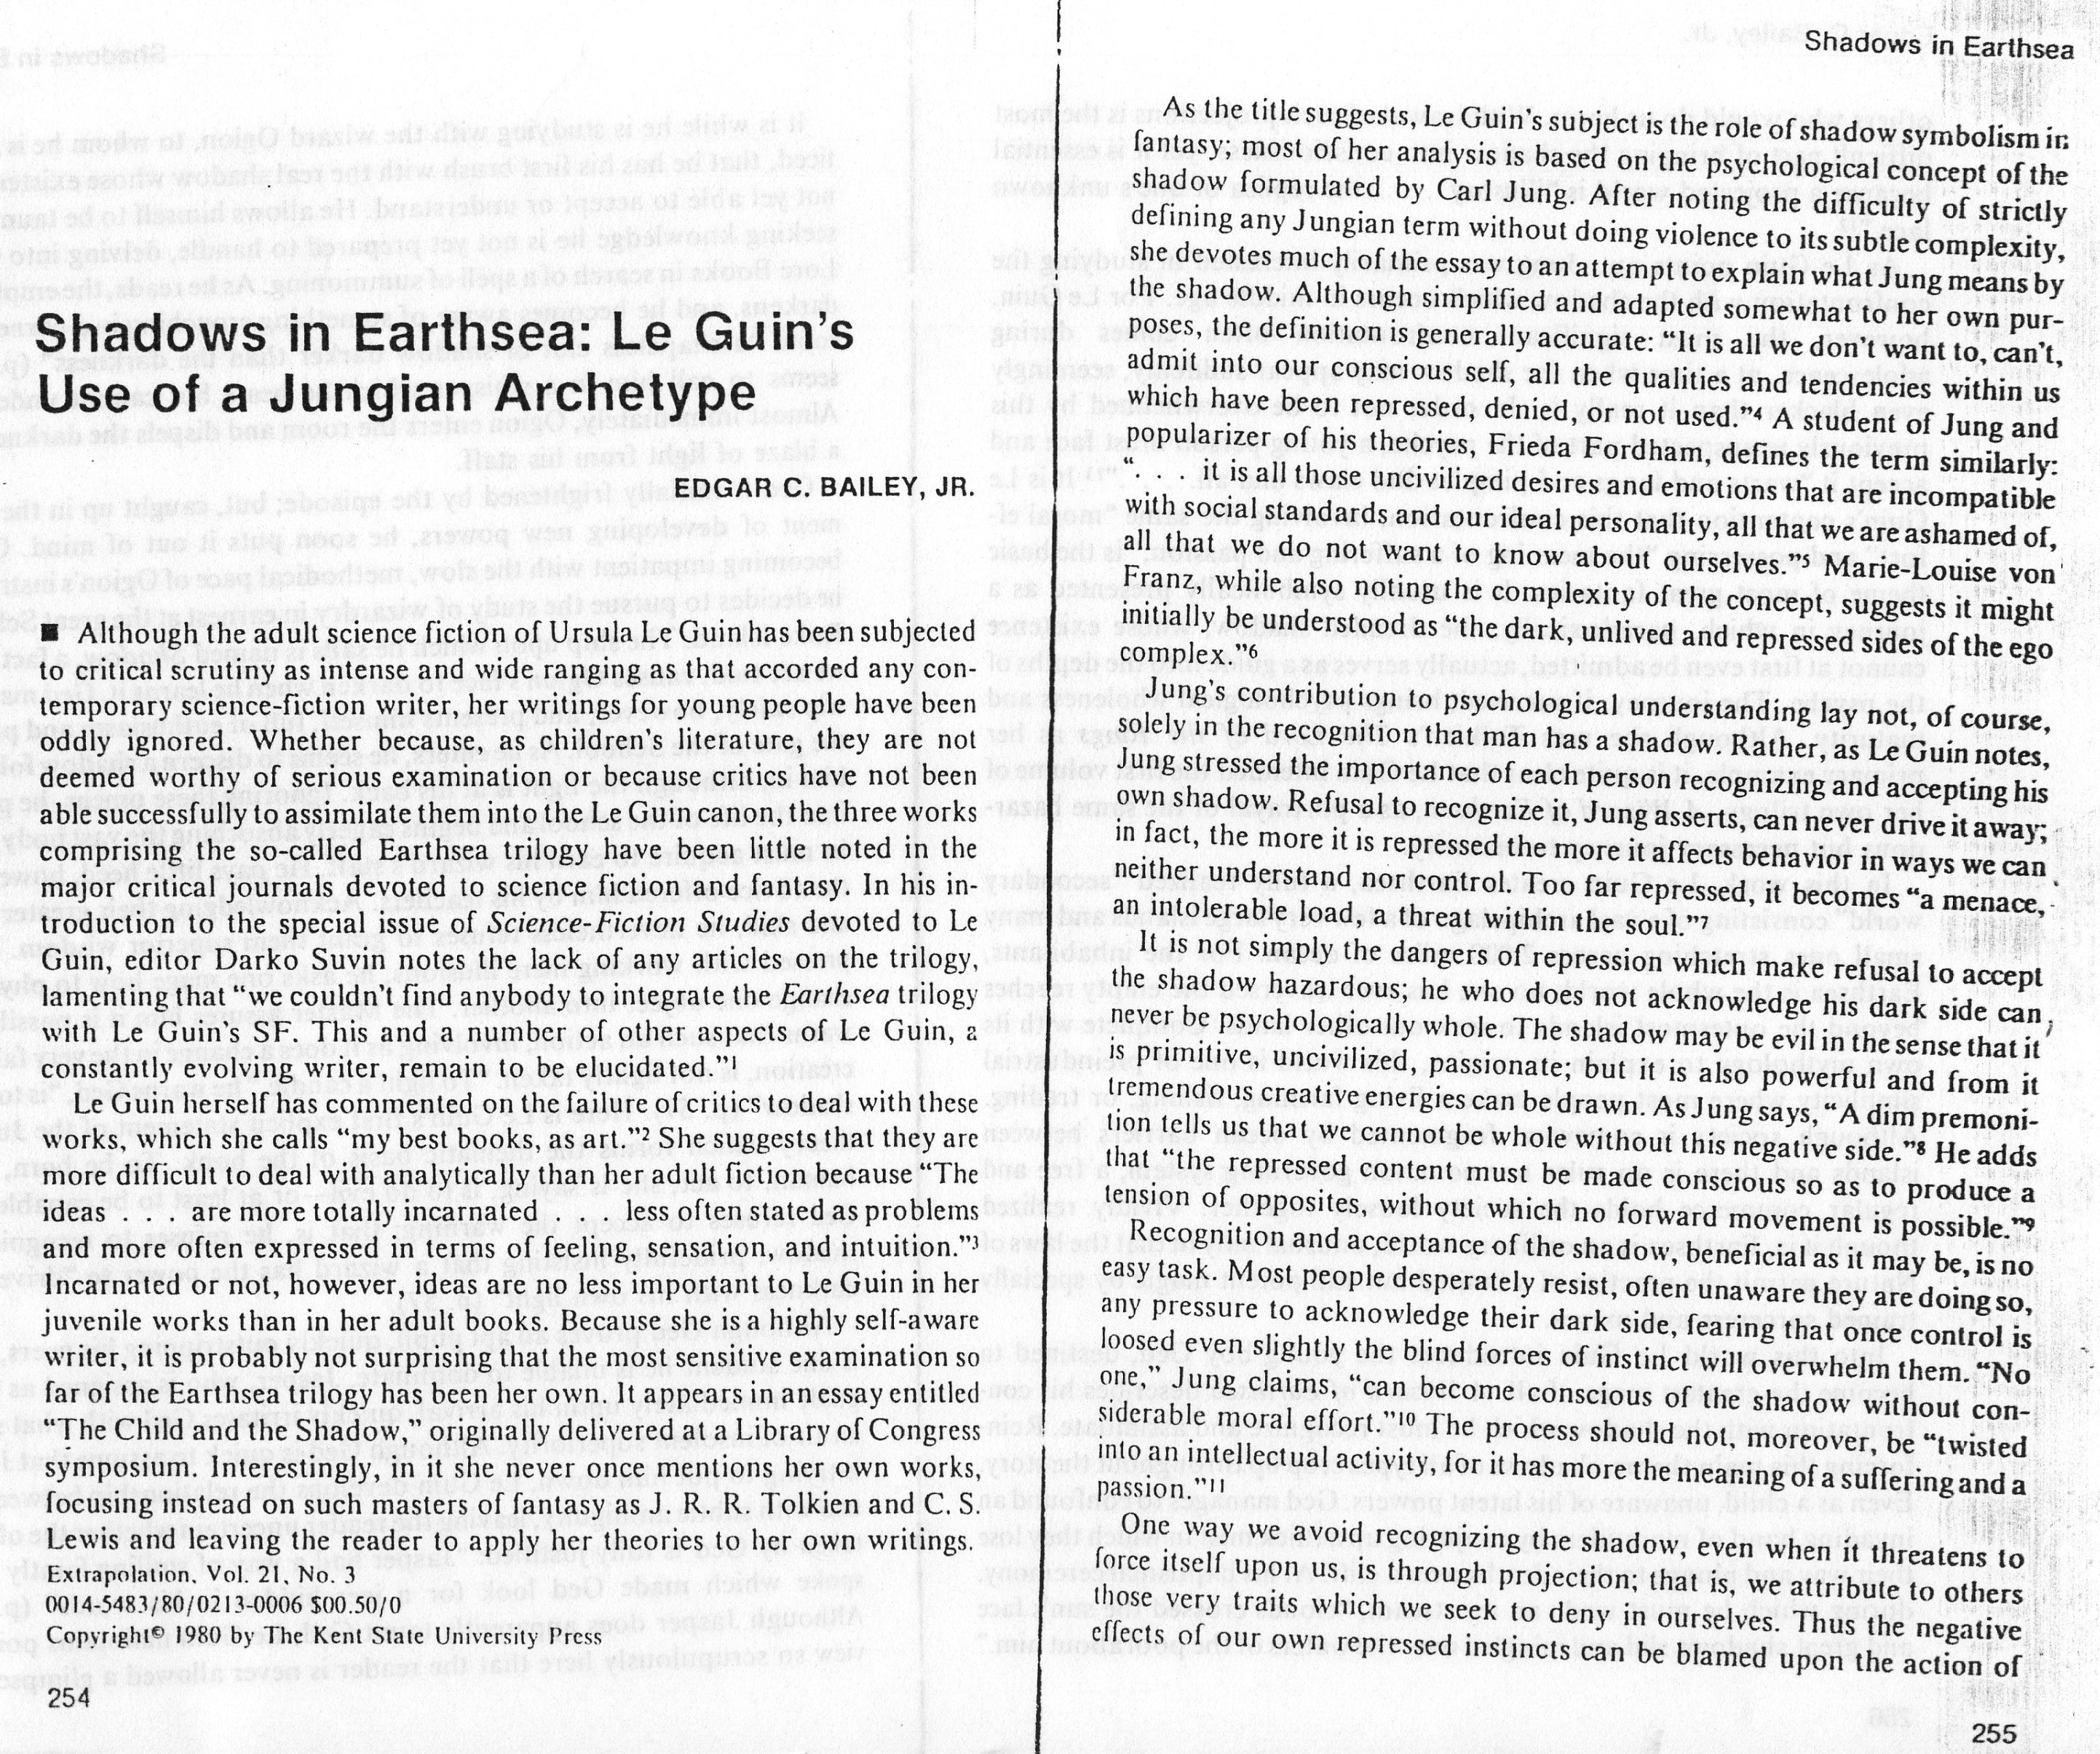 Shadows in Earthsea: Le Guin's
Use of a Jungian Archetype
EDGAR C. BAILEY, JR.
■ Although the adult science fiction of Ursula Le Guin has been subjected
to critical scrutiny as intense and wide-ranging as that accorded any con-
temporary science-fiction writer, her writings for young people have been
oddly ignored. Whether because, as children's literature, they are not
deemed worthy of serious examination or because critics have not been
able successfully to assimilate them into the Le Guin canon, the three works
comprising the so-called Earthsea trilogy have been little noted in the
major critical journals devoted to science fiction and fantasy. In his in-
troduction to the special issue of Science-Fiction Studies devoted to Le
Guin, editor Darko Suvin notes the lack of any articles on the trilogy,
lamenting that “we couldn't find anybody to integrate the Earthsea trilogy
with Le Guin's SF. This and a number of other aspects of Le Guin, a
constantly evolving writer, remain to be elucidated.”1
Le Guin herself has commented on the failure of critics to deal with these
works, which she calls “my best books, as art.”2 She suggests that they are
more difficult to deal with analytically than her adult fiction because “The
ideas . . . are more totally incarnated . . . less often stated as problems
and more often expressed in terms of feeling, sensation, and intuition.”3
Incarnated or not, however, ideas are no less important to Le Guin in her
juvenile works than in her adult books. Because she is a highly self-aware
writer, it is probably not surprising that the most sensitive examination so
far of the Earthsea trilogy has been her own. It appears in an essay entitled
“The Child and the Shadow,” originally delivered at a Library of Congress
symposium. Interestingly, in it she never once mentions her own works,
focusing instead on such masters of fantasy as J. R. R. Tolkien and C. S.
Lewis and leaving the reader to apply her theories to her own writings.
Extrapolation, Vol. 21, No. 3
0014-5483/80/0213-0006 $00.50/0
Copyright© 1980 by The Kent State University Press
254
Shadows in Earthsea
As the title suggests, Le Guin's subject is the role of shadow symbolism in
fantasy; most of her analysis is based on the psychological concept of the
shadow formulated by Carl Jung. After noting the difficulty of strictly
defining any Jungian term without doing violence to its subtle complexity,
she devotes much of the essay to an attempt to explain what Jung means by
the shadow. Although simplified and adapted somewhat to her own pur-
poses, the definition is generally accurate: “It is all we don't want to, can't,
admit into our conscious self, all the qualities and tendencies within us
which have been repressed, denied, or not used.”4 A student of Jung and
popularizer of his theories, Frieda Fordham, defines the term similarly:
“. . . it is all those uncivilized desires and emotions that are incompatible
with social standards and our ideal personality, all that we are ashamed of,
all that we do not want to know about ourselves.”5 Marie-Louise von
Franz, while also noting the complexity of the concept, suggests it might
initially be understood as “the dark, unlived and repressed sides of the ego
complex.”6
Jung's contribution to psychological understanding lay not, of course,
solely in the recognition that man has a shadow. Rather, as Le Guin notes,
Jung stressed the importance of each person recognizing and accepting his
own shadow. Refusal to recognize it, Jung asserts, can never drive it away;
in fact, the more it is repressed the more it affects behavior in ways we can
neither understand nor control. Too far repressed, it becomes “a menace,
an intolerable load, a threat within the soul.”7
It is not simply the dangers of repression which make refusal to accept
the shadow hazardous; he who does not acknowledge his dark side can
never be psychologically whole. The shadow may be evil in the sense that it
is primitive, uncivilized, passionate; but it is also powerful and from it
tremendous creative energies can be drawn. As Jung says, “A dim premoni-
tion tells us that we cannot be whole without this negative side.”8 He adds
that “the repressed content must be made conscious so as to produce a
tension of opposites, without which no forward movement is possible.”9
Recognition and acceptance of the shadow, beneficial as it may be, is no
easy task. Most people desperately resist, often unaware they are doing so,
any pressure to acknowledge their dark side, fearing that once control is
loosed even slightly the blind forces of instinct will overwhelm them. “No
one,” Jung claims, “can become conscious of the shadow without con-
siderable moral effort.”10 The process should not, moreover, be “twisted
into an intellectual activity, for it has more the meaning of a suffering and a
passion.”11
One way we avoid recognizing the shadow, even when it threatens to
force itself upon us, is through projection; that is, we attribute to others
those very traits which we seek to deny in ourselves. Thus the negative
effects of our own repressed instincts can be blamed upon the action of
255